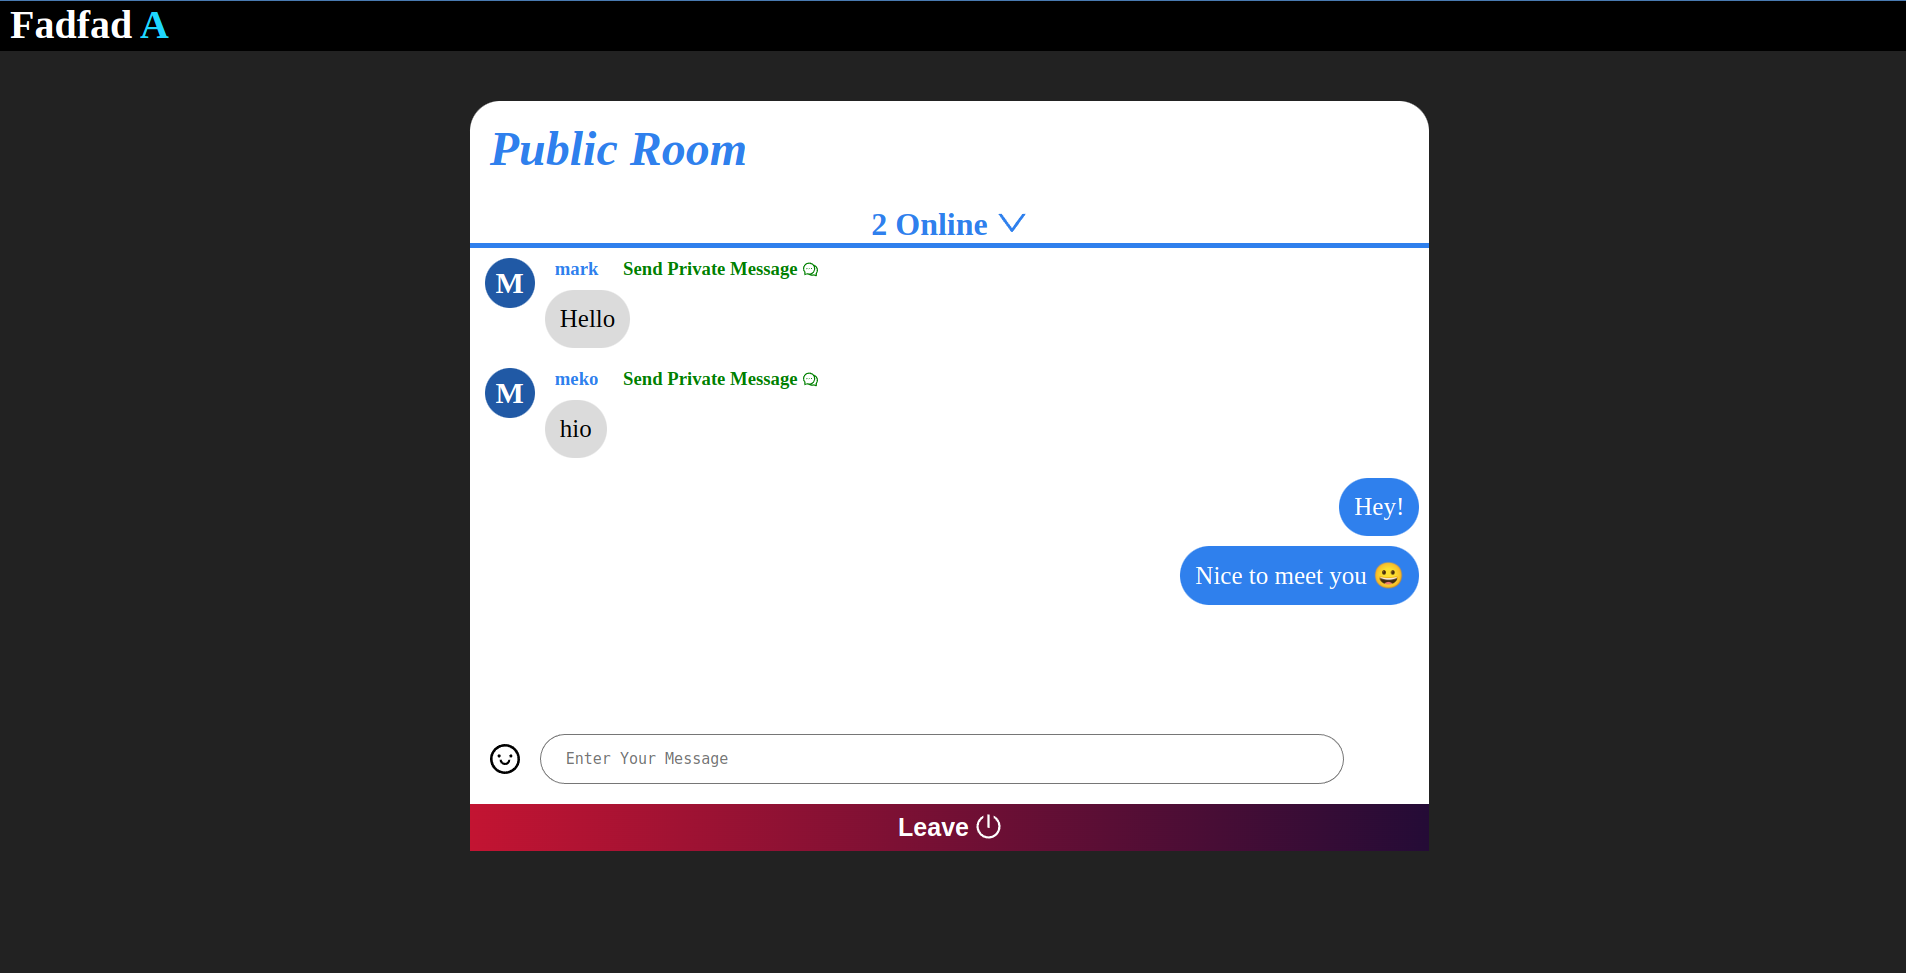 Fadfad A
Public Room
2 Online
M
mark Send Private Message
Hello
M
meko Send Private Message
hio
Hey!
Nice to meet you 😀
Enter Your Message
Leave